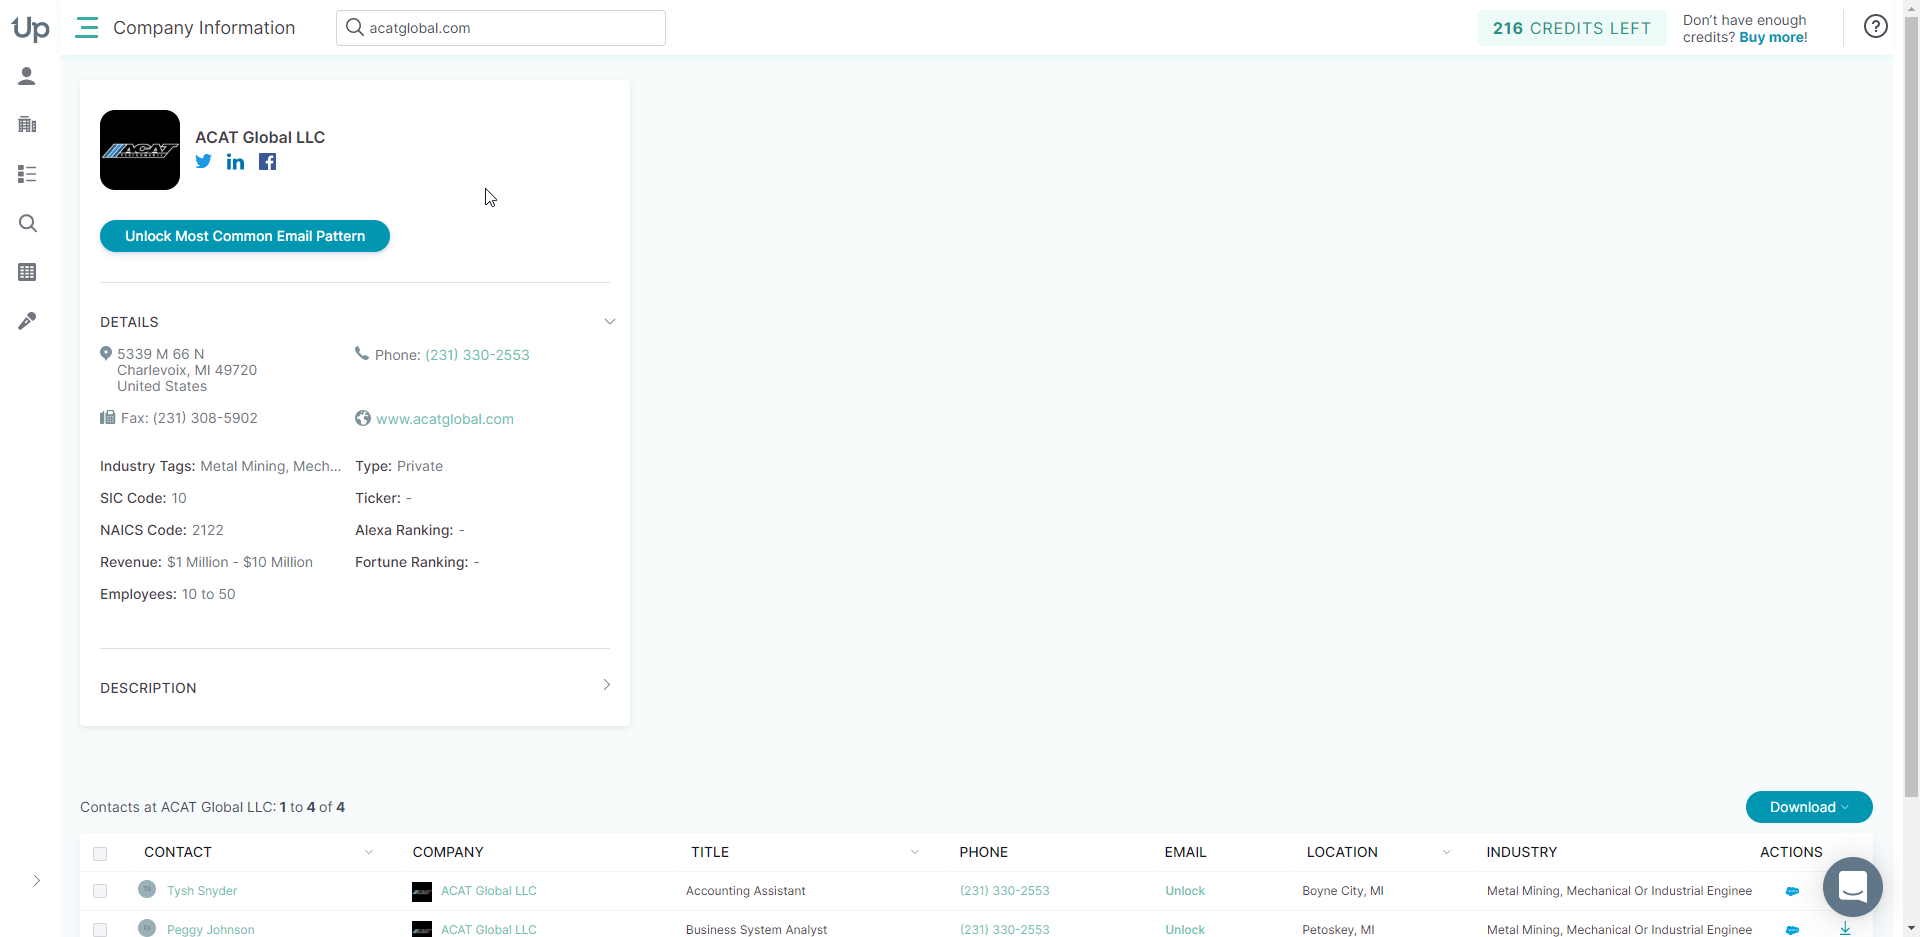 Up
Company Information
acatglobal.com
216 CREDITS LEFT
Don't have enough
credits? Buy more!
ACAT
ACAT Global LLC
Unlock Most Common Email Pattern
DETAILS
5339 M 66 N
Charlevoix, MI 49720
United States
Phone: (231) 330-2553
Fax: (231) 308-5902
www.acatglobal.com
Industry Tags: Metal Mining, Mech...
Type: Private
SIC Code: 10
Ticker: -
NAICS Code: 2122
Alexa Ranking: -
Revenue: $1 Million - $10 Million
Fortune Ranking: -
Employees: 10 to 50
DESCRIPTION
Contacts at ACAT Global LLC: 1 to 4 of 4
Download
CONTACT COMPANY TITLE PHONE EMAIL LOCATION INDUSTRY ACTIONS
TS Tysh Snyder ACAT Global LLC Accounting Assistant (231) 330-2553 Unlock Boyne City, MI Metal Mining, Mechanical Or Industrial Enginee
PJ Peggy Johnson ACAT Global LLC Business System Analyst (231) 330-2553 Unlock Petoskey, MI Metal Mining, Mechanical Or Industrial Enginee